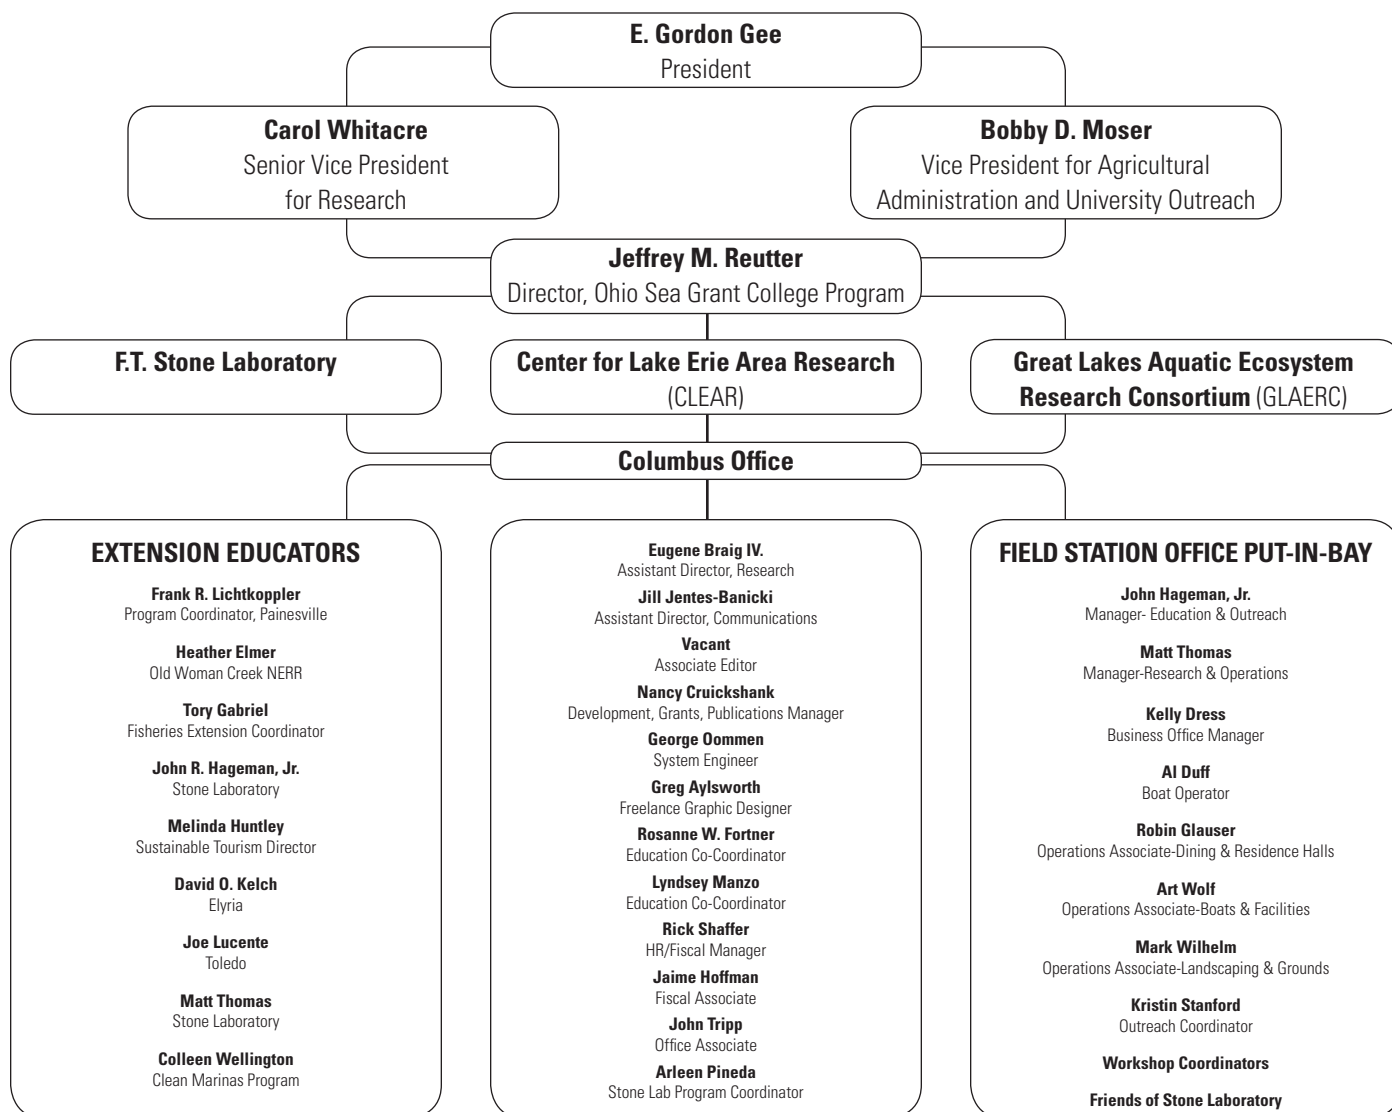 E. Gordon Gee
President
Carol Whitacre
Senior Vice President
for Research
Bobby D. Moser
Vice President for Agricultural
Administration and University Outreach
Jeffrey M. Reutter
Director, Ohio Sea Grant College Program
F.T. Stone Laboratory
Center for Lake Erie Area Research
(CLEAR)
Great Lakes Aquatic Ecosystem
Research Consortium (GLAERC)
Columbus Office
EXTENSION EDUCATORS
Frank R. Lichtkoppler
Program Coordinator, Painesville
Heather Elmer
Old Woman Creek NERR
Tory Gabriel
Fisheries Extension Coordinator
John R. Hageman, Jr.
Stone Laboratory
Melinda Huntley
Sustainable Tourism Director
David O. Kelch
Elyria
Joe Lucente
Toledo
Matt Thomas
Stone Laboratory
Colleen Wellington
Clean Marinas Program
Eugene Braig IV.
Assistant Director, Research
Jill Jentes-Banicki
Assistant Director, Communications
Vacant
Associate Editor
Nancy Cruickshank
Development, Grants, Publications Manager
George Oommen
System Engineer
Greg Aylsworth
Freelance Graphic Designer
Rosanne W. Fortner
Education Co-Coordinator
Lyndsey Manzo
Education Co-Coordinator
Rick Shaffer
HR/Fiscal Manager
Jaime Hoffman
Fiscal Associate
John Tripp
Office Associate
Arleen Pineda
Stone Lab Program Coordinator
FIELD STATION OFFICE PUT-IN-BAY
John Hageman, Jr.
Manager- Education & Outreach
Matt Thomas
Manager-Research & Operations
Kelly Dress
Business Office Manager
Al Duff
Boat Operator
Robin Glauser
Operations Associate-Dining & Residence Halls
Art Wolf
Operations Associate-Boats & Facilities
Mark Wilhelm
Operations Associate-Landscaping & Grounds
Kristin Stanford
Outreach Coordinator
Workshop Coordinators
Friends of Stone Laboratory